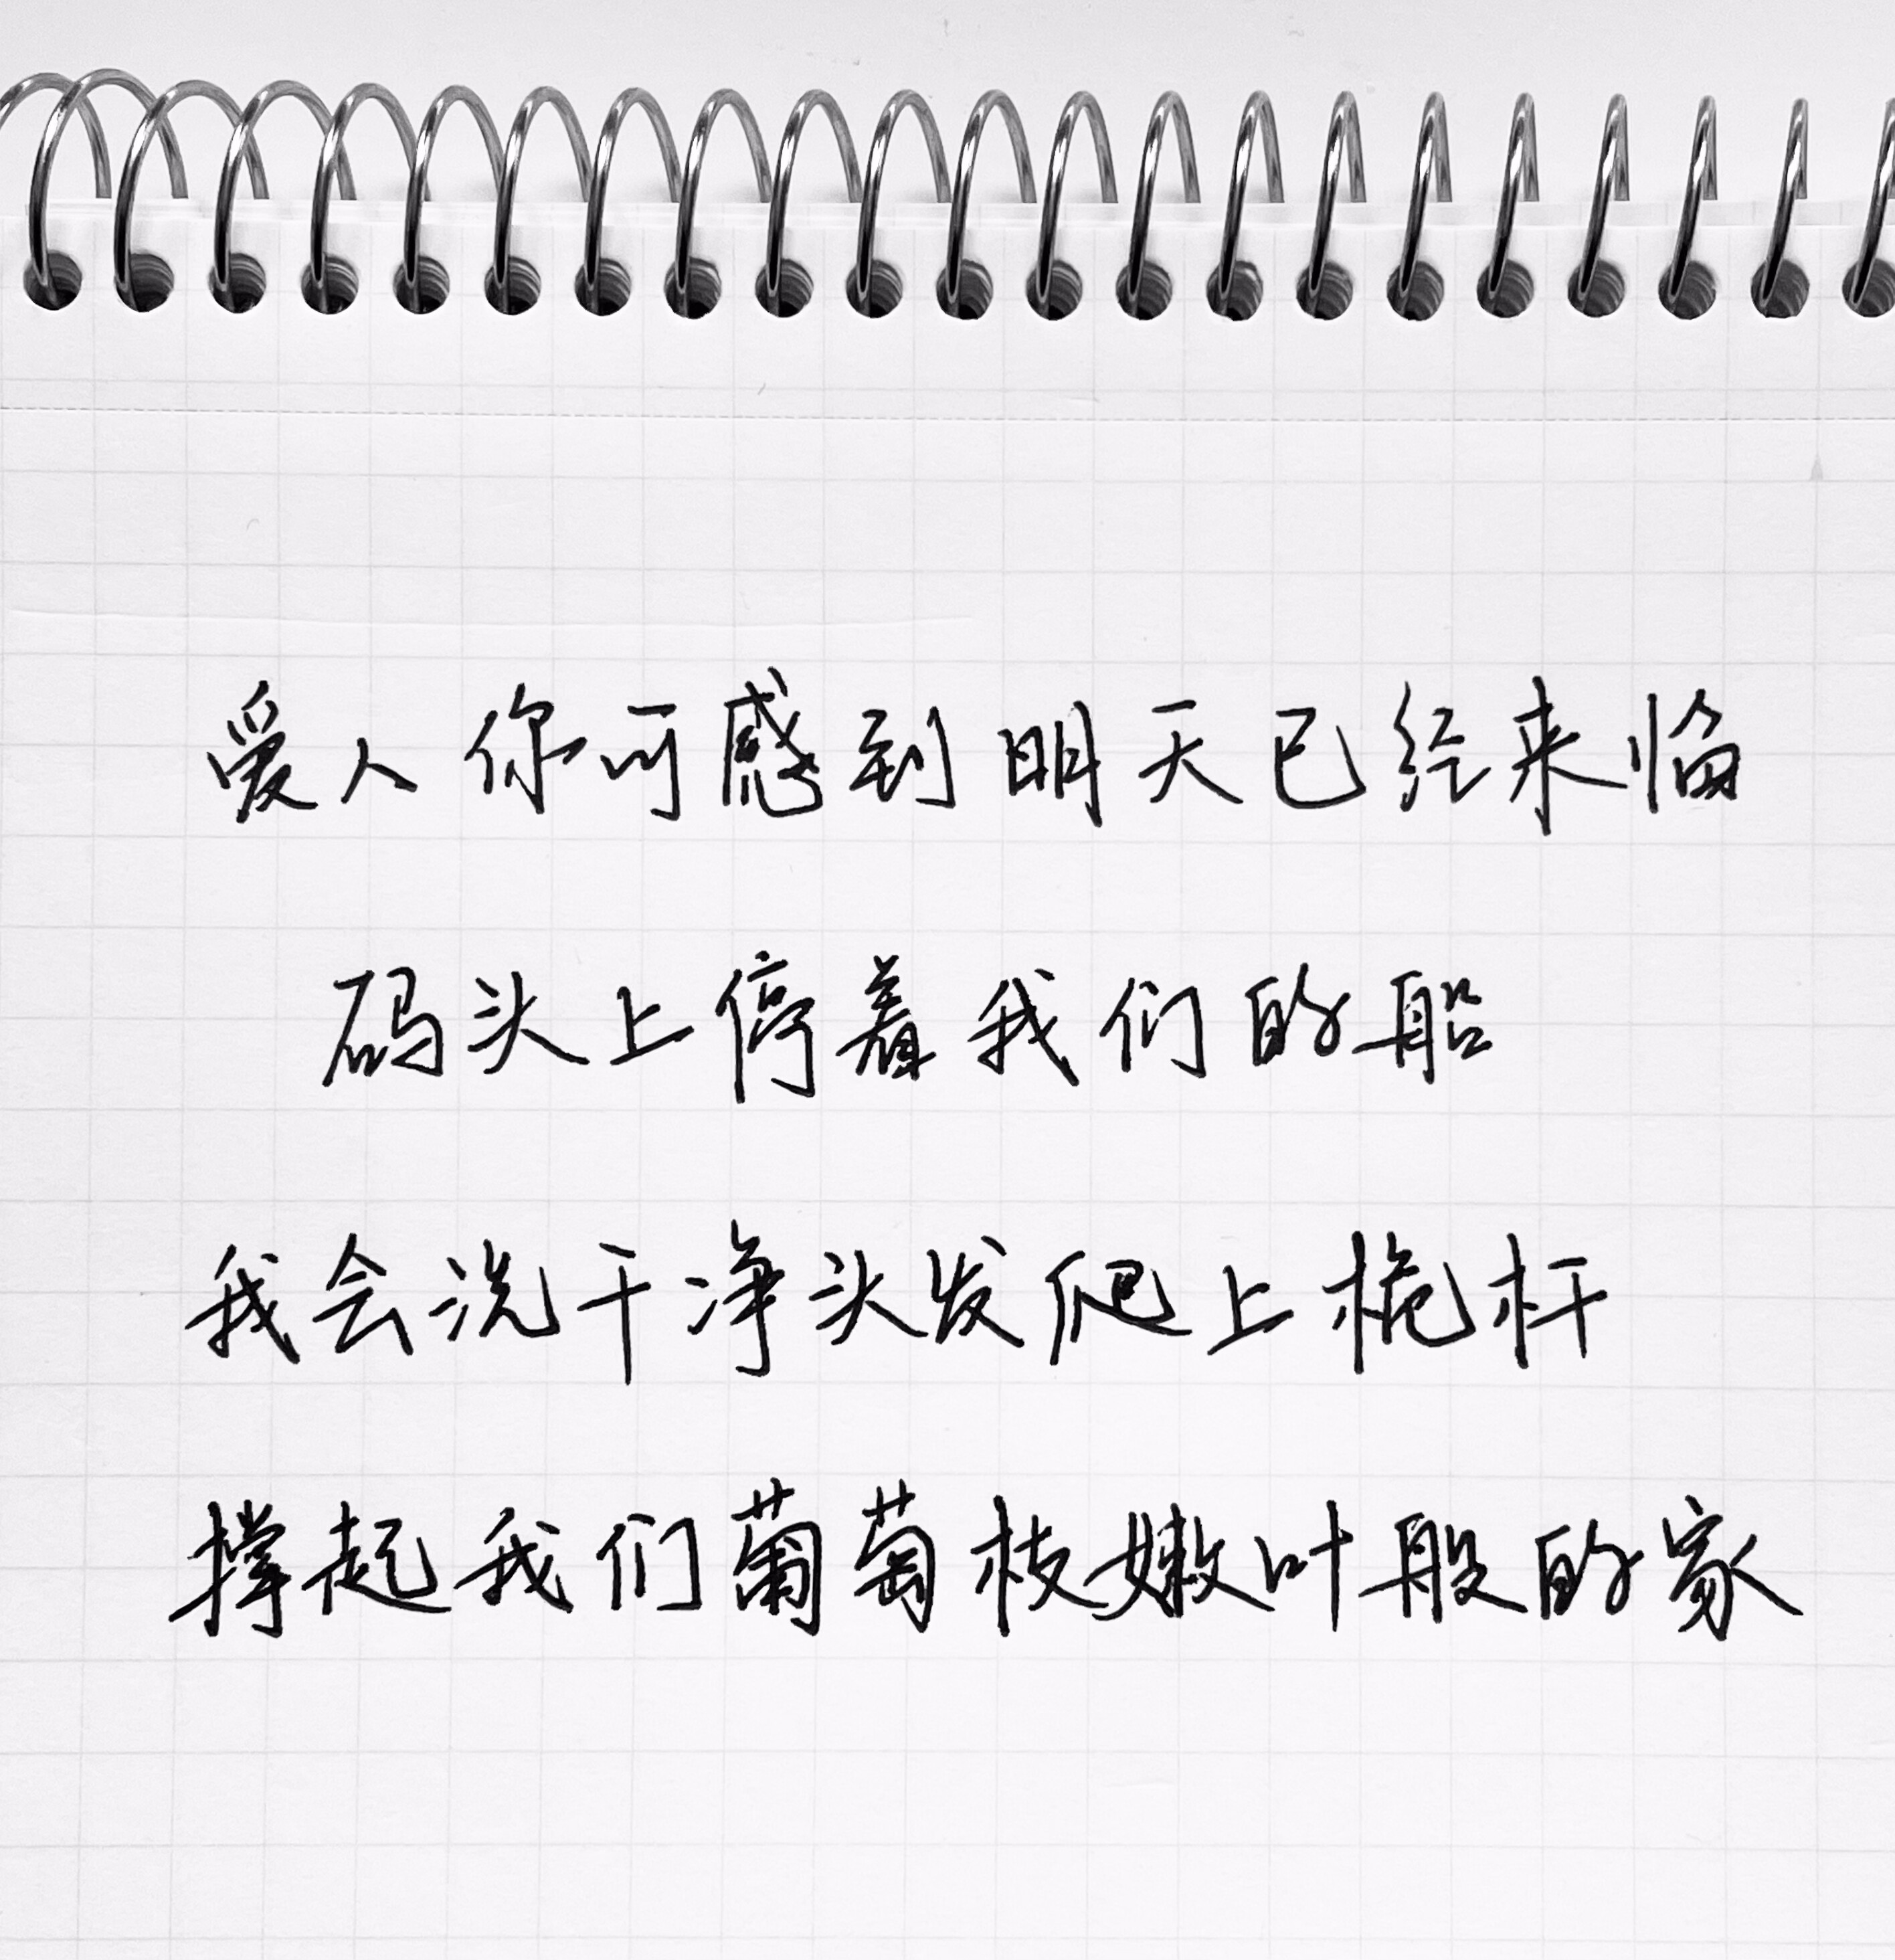 爱人你可感到明天已经来临
码头上停着我们的船
我会洗干净头发爬上桅杆
撑起我们葡萄枝嫩叶般的家